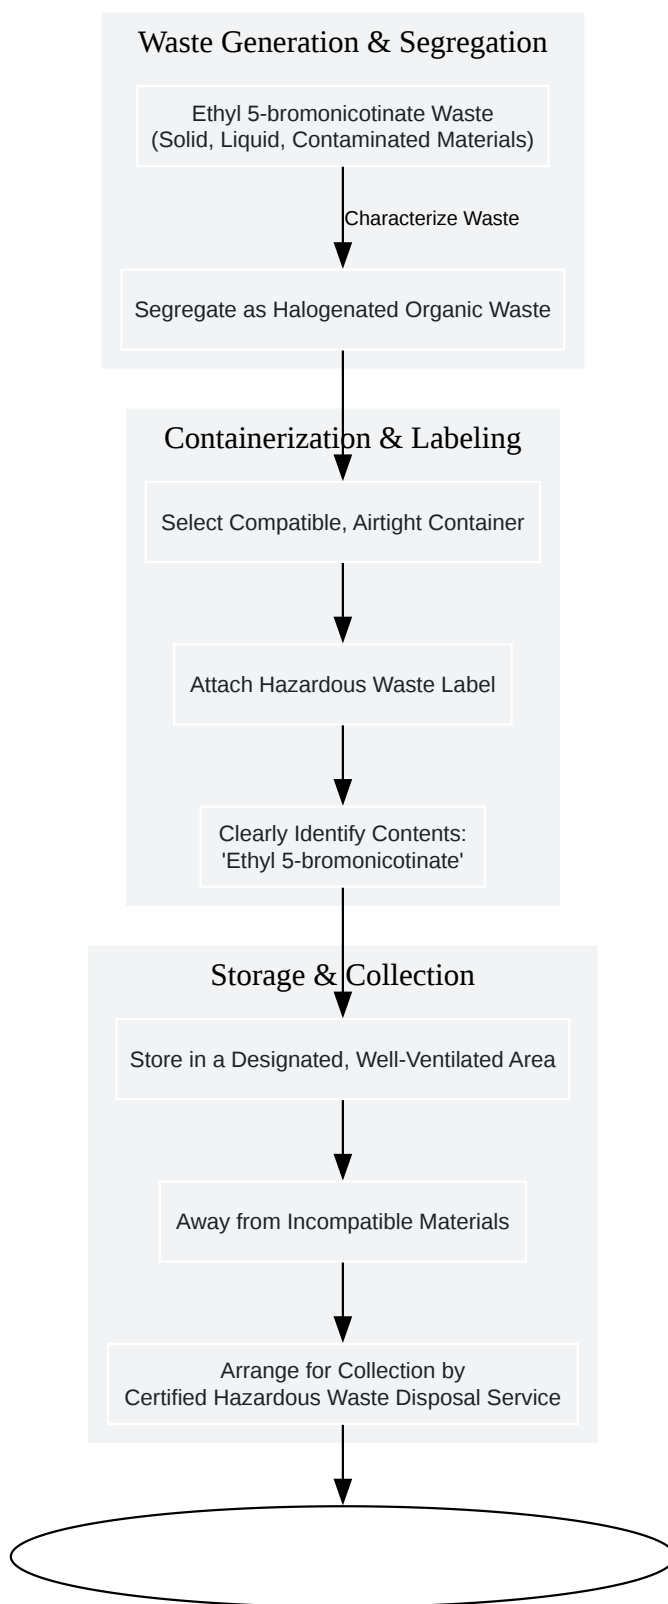 Waste Generation & Segregation
Ethyl 5-bromonicotinate Waste
(Solid, Liquid, Contaminated Materials)
Characterize Waste
Segregate as Halogenated Organic Waste
Containerization & Labeling
Select Compatible, Airtight Container
Attach Hazardous Waste Label
Clearly Identify Contents:
'Ethyl 5-bromonicotinate'
Storage & Collection
Store in a Designated, Well-Ventilated Area
Away from Incompatible Materials
Arrange for Collection by
Certified Hazardous Waste Disposal Service